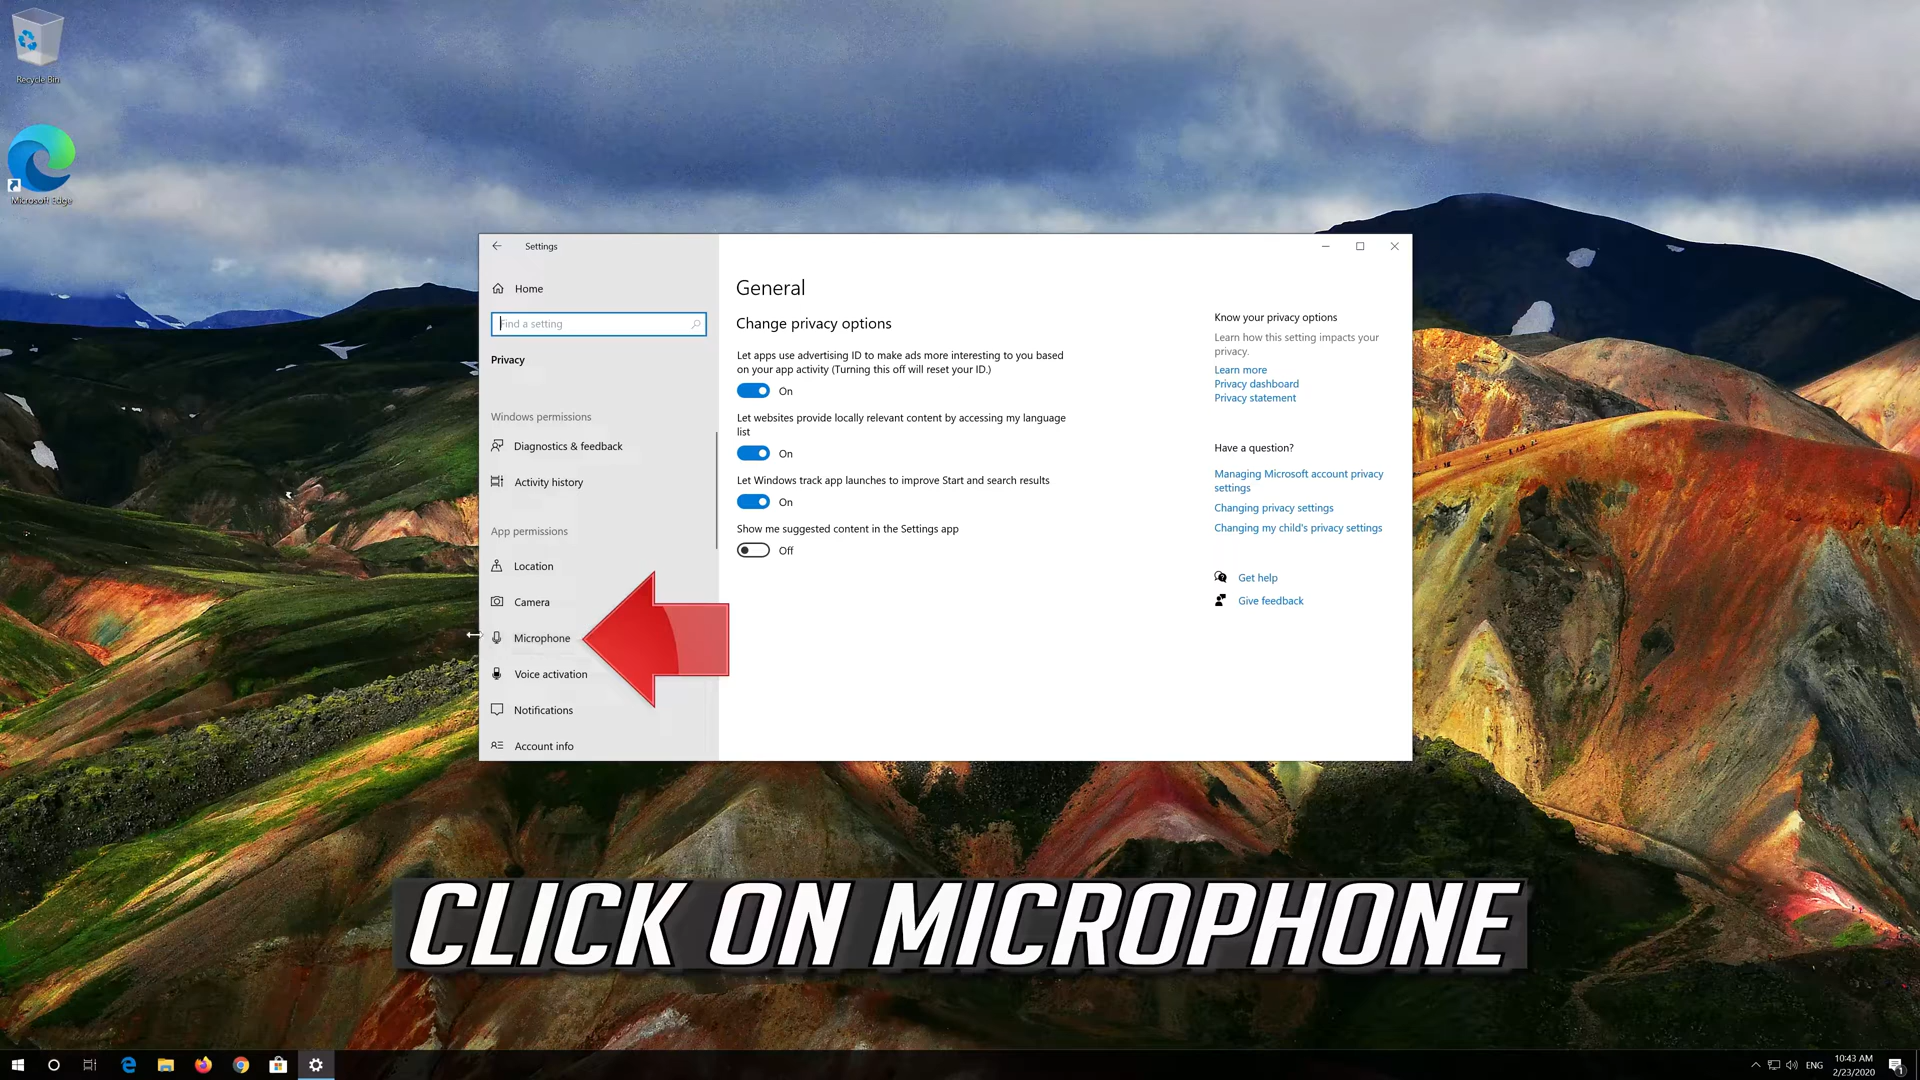 Recycle Bin
Microsoft Edge
Settings
Home
Find a setting
Privacy
Windows permissions
Diagnostics & feedback
Activity history
App permissions
Location
Camera
Microphone
Voice activation
Notifications
Account info
General
Change privacy options
Let apps use advertising ID to make ads more interesting to you based
on your app activity (Turning this off will reset your ID.)
On
Let websites provide locally relevant content by accessing my language
list
On
Let Windows track app launches to improve Start and search results
On
Show me suggested content in the Settings app
Off
Know your privacy options
Learn how this setting impacts your
privacy.
Learn more
Privacy dashboard
Privacy statement
Have a question?
Managing Microsoft account privacy
settings
Changing privacy settings
Changing my child's privacy settings
Get help
Give feedback
CLICK ON MICROPHONE
ENG
10:43 AM
2/23/2020
1